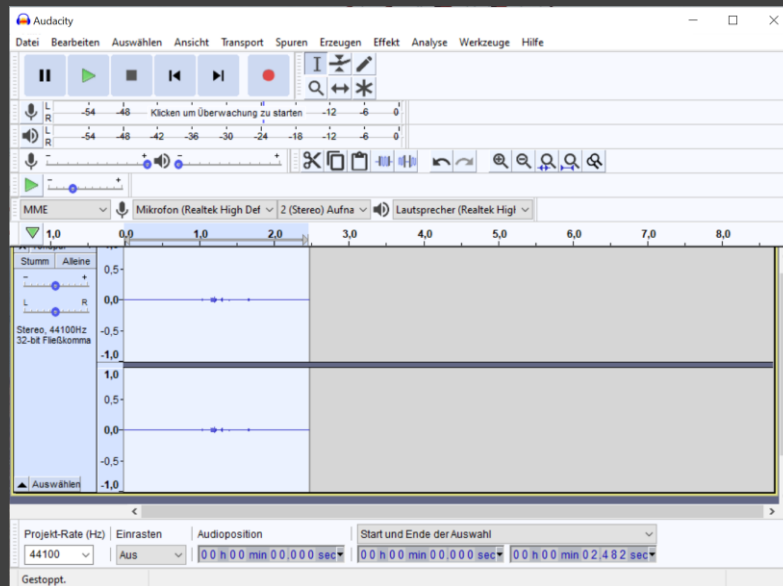 Audacity
Datei Bearbeiten Auswählen Ansicht Transport Spuren Erzeugen Effekt Analyse Werkzeuge Hilfe
L
R
-54 -48 Klicken um Überwachung zu starten -12 -6 0
L
R
-54 -48 -42 -36 -30 -24 -18 -12 -6 0
MME Mikrofon (Realtek High Def 2 (Stereo) Aufna Lautsprecher (Realtek High
1,0 0,0 1,0 2,0 3,0 4,0 5,0 6,0 7,0 8,0
Stumm Alleine
0,5-
- +
L R
0,0-
Stereo, 44100Hz
32-bit Fließkomma
-0,5-
-1,0
1,0
0,5-
0,0-
-0,5-
Auswählen
-1,0
Projekt-Rate (Hz) Einrasten Audioposition Start und Ende der Auswahl
44100 Aus 00 h 00 min 00,000 sec 00 h 00 min 00,000 sec 00 h 00 min 02,482 sec
Gestoppt.